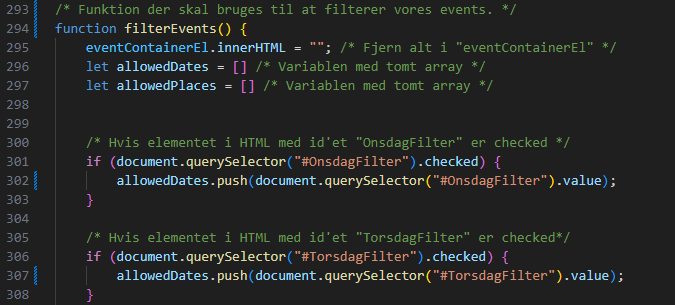 293 /* Funktion der skal bruges til at filterer vores events. */
294 function filterEvents() {
295 eventContainerEl.innerHTML = ""; /* Fjern alt i "eventContainerEl" */
296 let allowedDates = [] /* Variablen med tomt array */
297 let allowedPlaces = [] /* Variablen med tomt array */
298
299
300 /* Hvis elementet i HTML med id'et "OnsdagFilter" er checked */
301 if (document.querySelector("#OnsdagFilter").checked) {
302 allowedDates.push(document.querySelector("#OnsdagFilter").value);
303 }
304
305 /* Hvis elementet i HTML med id'et "TorsdagFilter" er checked*/
306 if (document.querySelector("#TorsdagFilter").checked) {
307 allowedDates.push(document.querySelector("#TorsdagFilter").value);
308 }